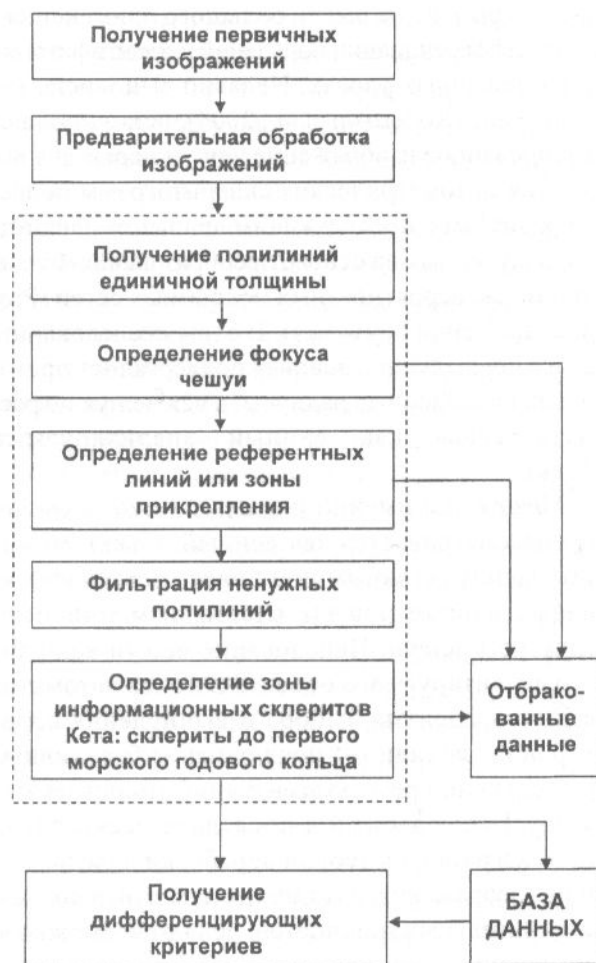 Получение первичных
изображений
Предварительная обработка
изображений
Получение полилиний
единичной толщины
Определение фокуса
чешуи
Определение референтных
линий или зоны
прикрепления
Фильтрация ненужных
полилиний
Определение зоны
информационных склеритов
Кета: склериты до первого
морского годового кольца
Отбрако-
ванные
данные
Получение
дифференцирующих
критериев
БАЗА
ДАННЫХ